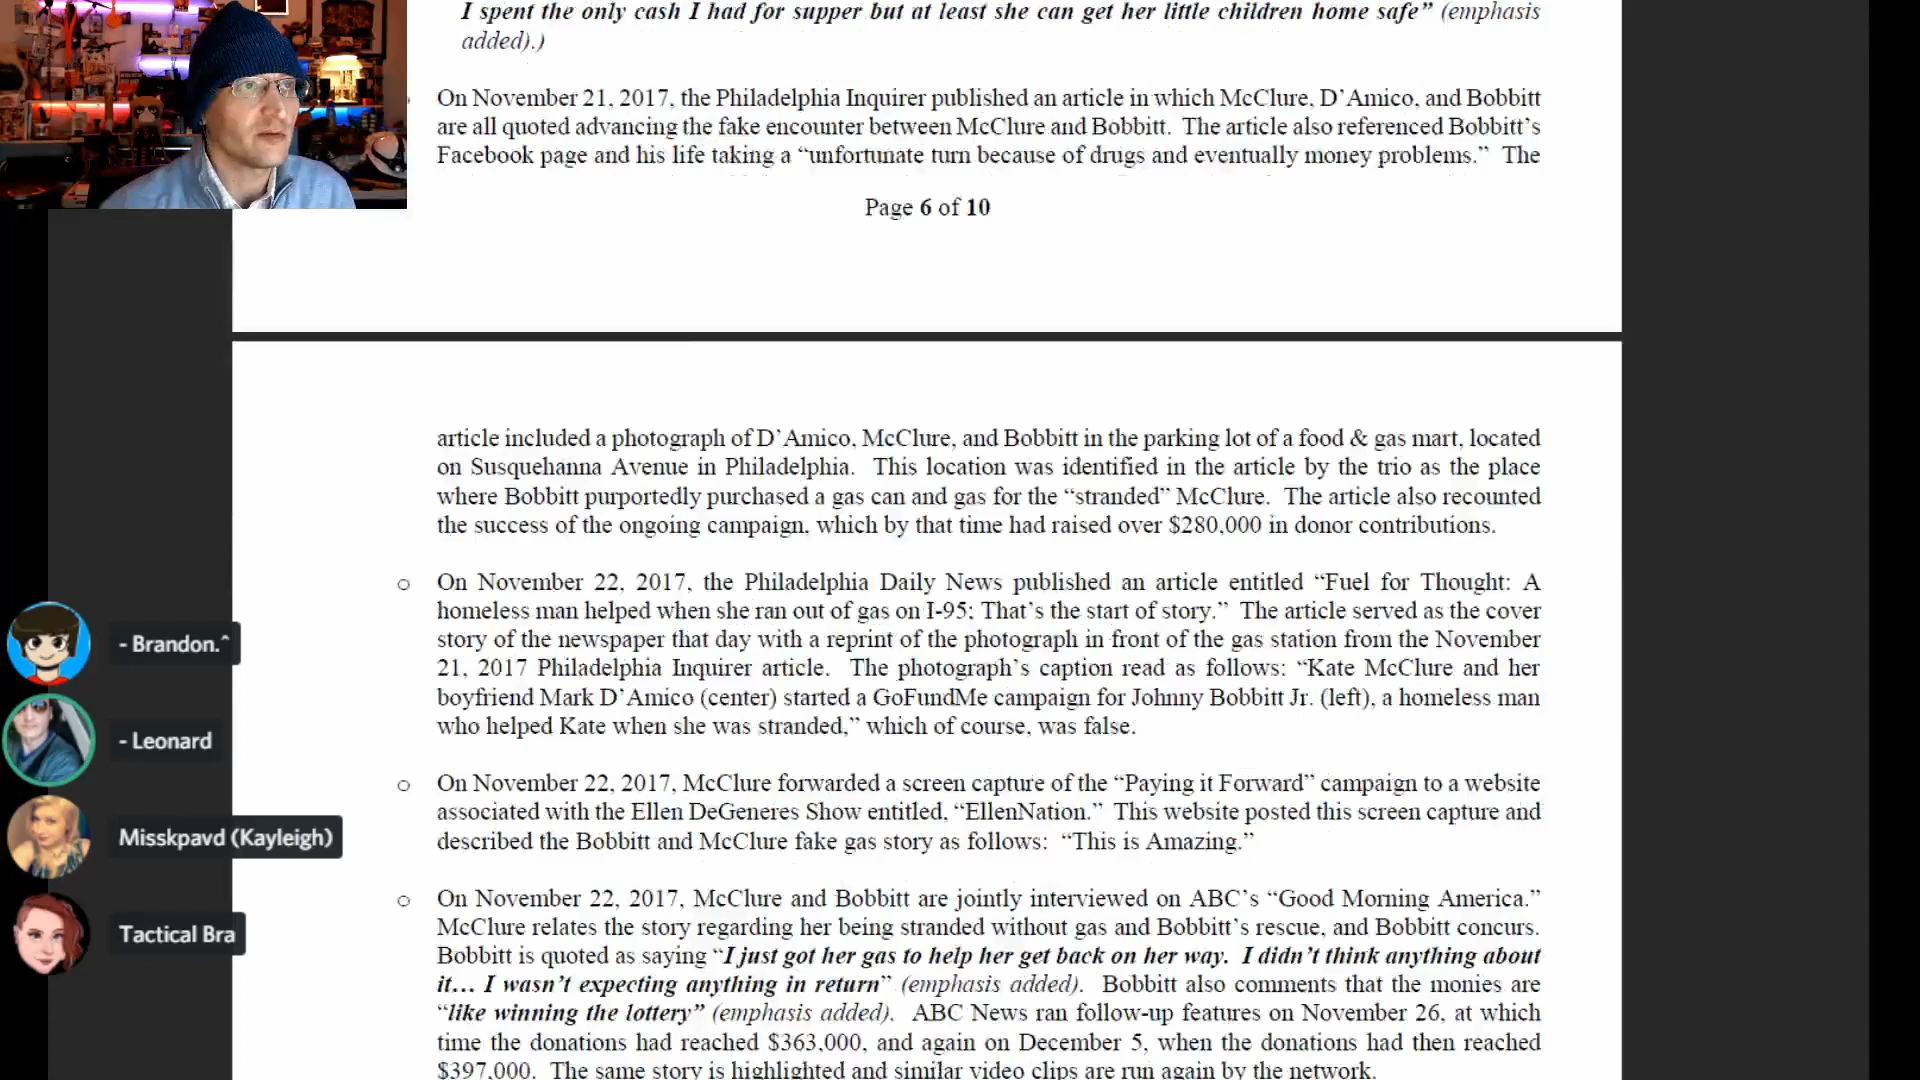 I spent the only cash I had for supper but at least she can get her little children home safe” (emphasis
added).)
On November 21, 2017, the Philadelphia Inquirer published an article in which McClure, D’Amico, and Bobbitt
are all quoted advancing the fake encounter between McClure and Bobbitt. The article also referenced Bobbitt’s
Facebook page and his life taking a “unfortunate turn because of drugs and eventually money problems.” The
Page 6 of 10
article included a photograph of D’Amico, McClure, and Bobbitt in the parking lot of a food & gas mart, located
on Susquehanna Avenue in Philadelphia. This location was identified in the article by the trio as the place
where Bobbitt purportedly purchased a gas can and gas for the “stranded” McClure. The article also recounted
the success of the ongoing campaign, which by that time had raised over $280,000 in donor contributions.
o On November 22, 2017, the Philadelphia Daily News published an article entitled “Fuel for Thought: A
homeless man helped when she ran out of gas on I-95; That’s the start of story.” The article served as the cover
story of the newspaper that day with a reprint of the photograph in front of the gas station from the November
21, 2017 Philadelphia Inquirer article. The photograph’s caption read as follows: “Kate McClure and her
boyfriend Mark D’Amico (center) started a GoFundMe campaign for Johnny Bobbitt Jr. (left), a homeless man
who helped Kate when she was stranded,” which of course, was false.
o On November 22, 2017, McClure forwarded a screen capture of the “Paying it Forward” campaign to a website
associated with the Ellen DeGeneres Show entitled, “EllenNation.” This website posted this screen capture and
described the Bobbitt and McClure fake gas story as follows: “This is Amazing.”
o On November 22, 2017, McClure and Bobbitt are jointly interviewed on ABC’s “Good Morning America.”
McClure relates the story regarding her being stranded without gas and Bobbitt’s rescue, and Bobbitt concurs.
Bobbitt is quoted as saying “I just got her gas to help her get back on her way. I didn’t think anything about
it… I wasn’t expecting anything in return” (emphasis added). Bobbitt also comments that the monies are
“like winning the lottery” (emphasis added). ABC News ran follow-up features on November 26, at which
time the donations had reached $363,000, and again on December 5, when the donations had then reached
$397,000. The same story is highlighted and similar video clips are run again by the network.
- Brandon.^
- Leonard
Misskpavd (Kayleigh)
Tactical Bra